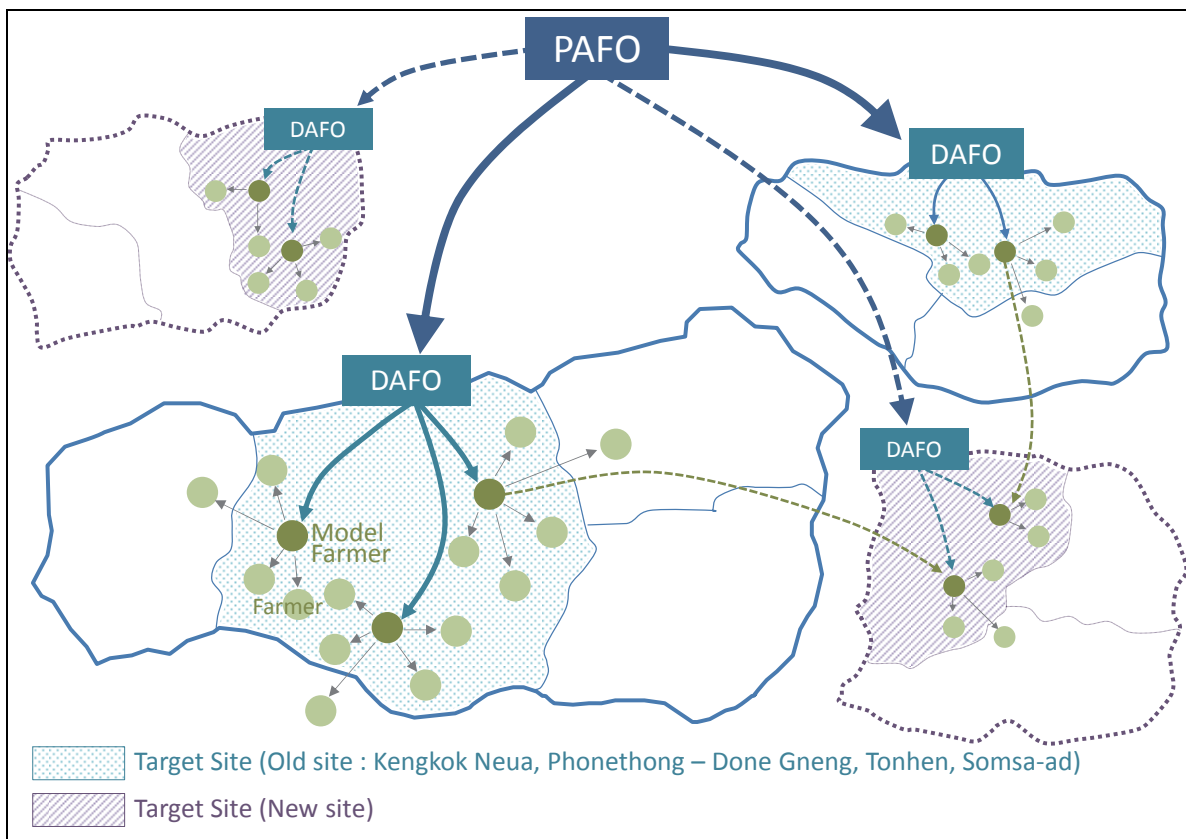 PAFO
DAFO
DAFO
DAFO
DAFO
Model
Farmer
Farmer
Target Site (Old site : Kengkok Neua, Phonethong – Done Gneng, Tonhen, Somsa-ad)
Target Site (New site)